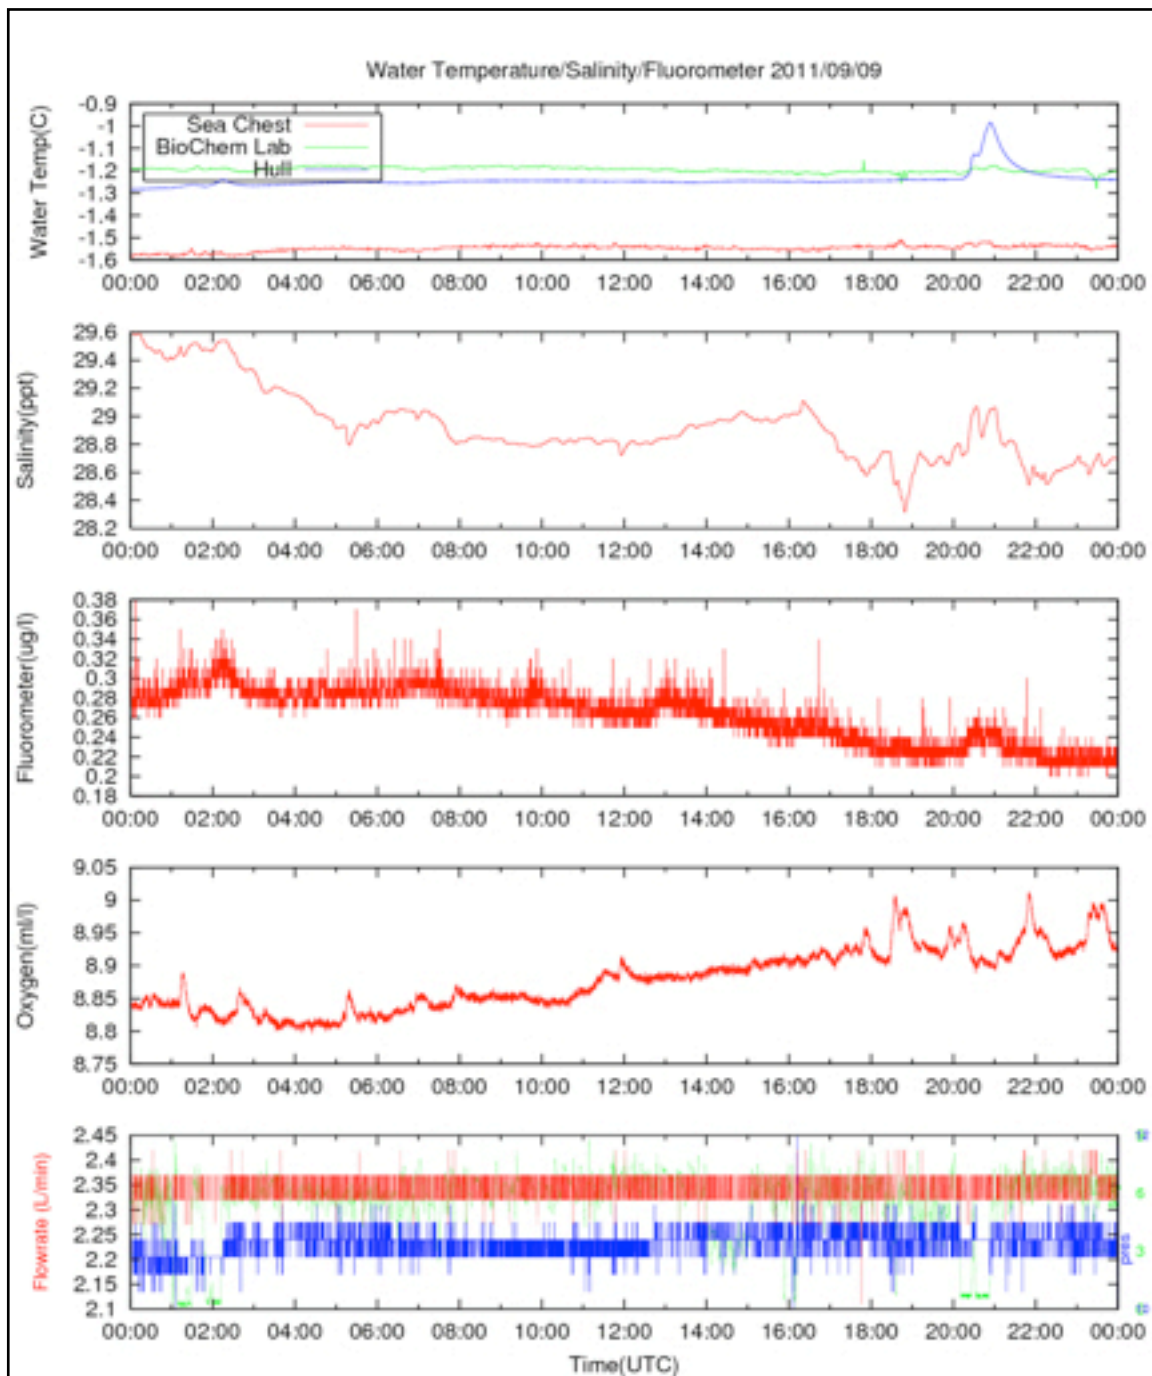 Water Temperature/Salinity/Fluorometer 2011/09/09
Water Temp(C)
-0.9
-1
-1.1
-1.2
-1.3
-1.4
-1.5
-1.6
Sea Chest
BioChem Lab
Hull
00:00 02:00 04:00 06:00 08:00 10:00 12:00 14:00 16:00 18:00 20:00 22:00 00:00
Salinity(ppt)
29.6
29.4
29.2
29
28.8
28.6
28.4
28.2
00:00 02:00 04:00 06:00 08:00 10:00 12:00 14:00 16:00 18:00 20:00 22:00 00:00
Fluorometer(ug/l)
0.38
0.36
0.34
0.32
0.3
0.28
0.26
0.24
0.22
0.2
0.18
00:00 02:00 04:00 06:00 08:00 10:00 12:00 14:00 16:00 18:00 20:00 22:00 00:00
Oxygen(ml/l)
9.05
9
8.95
8.9
8.85
8.8
8.75
00:00 02:00 04:00 06:00 08:00 10:00 12:00 14:00 16:00 18:00 20:00 22:00 00:00
Flowrate (L/min)
2.45
2.4
2.35
2.3
2.25
2.2
2.15
2.1
6
3
pres
00:00 02:00 04:00 06:00 08:00 10:00 12:00 14:00 16:00 18:00 20:00 22:00 00:00
Time(UTC)